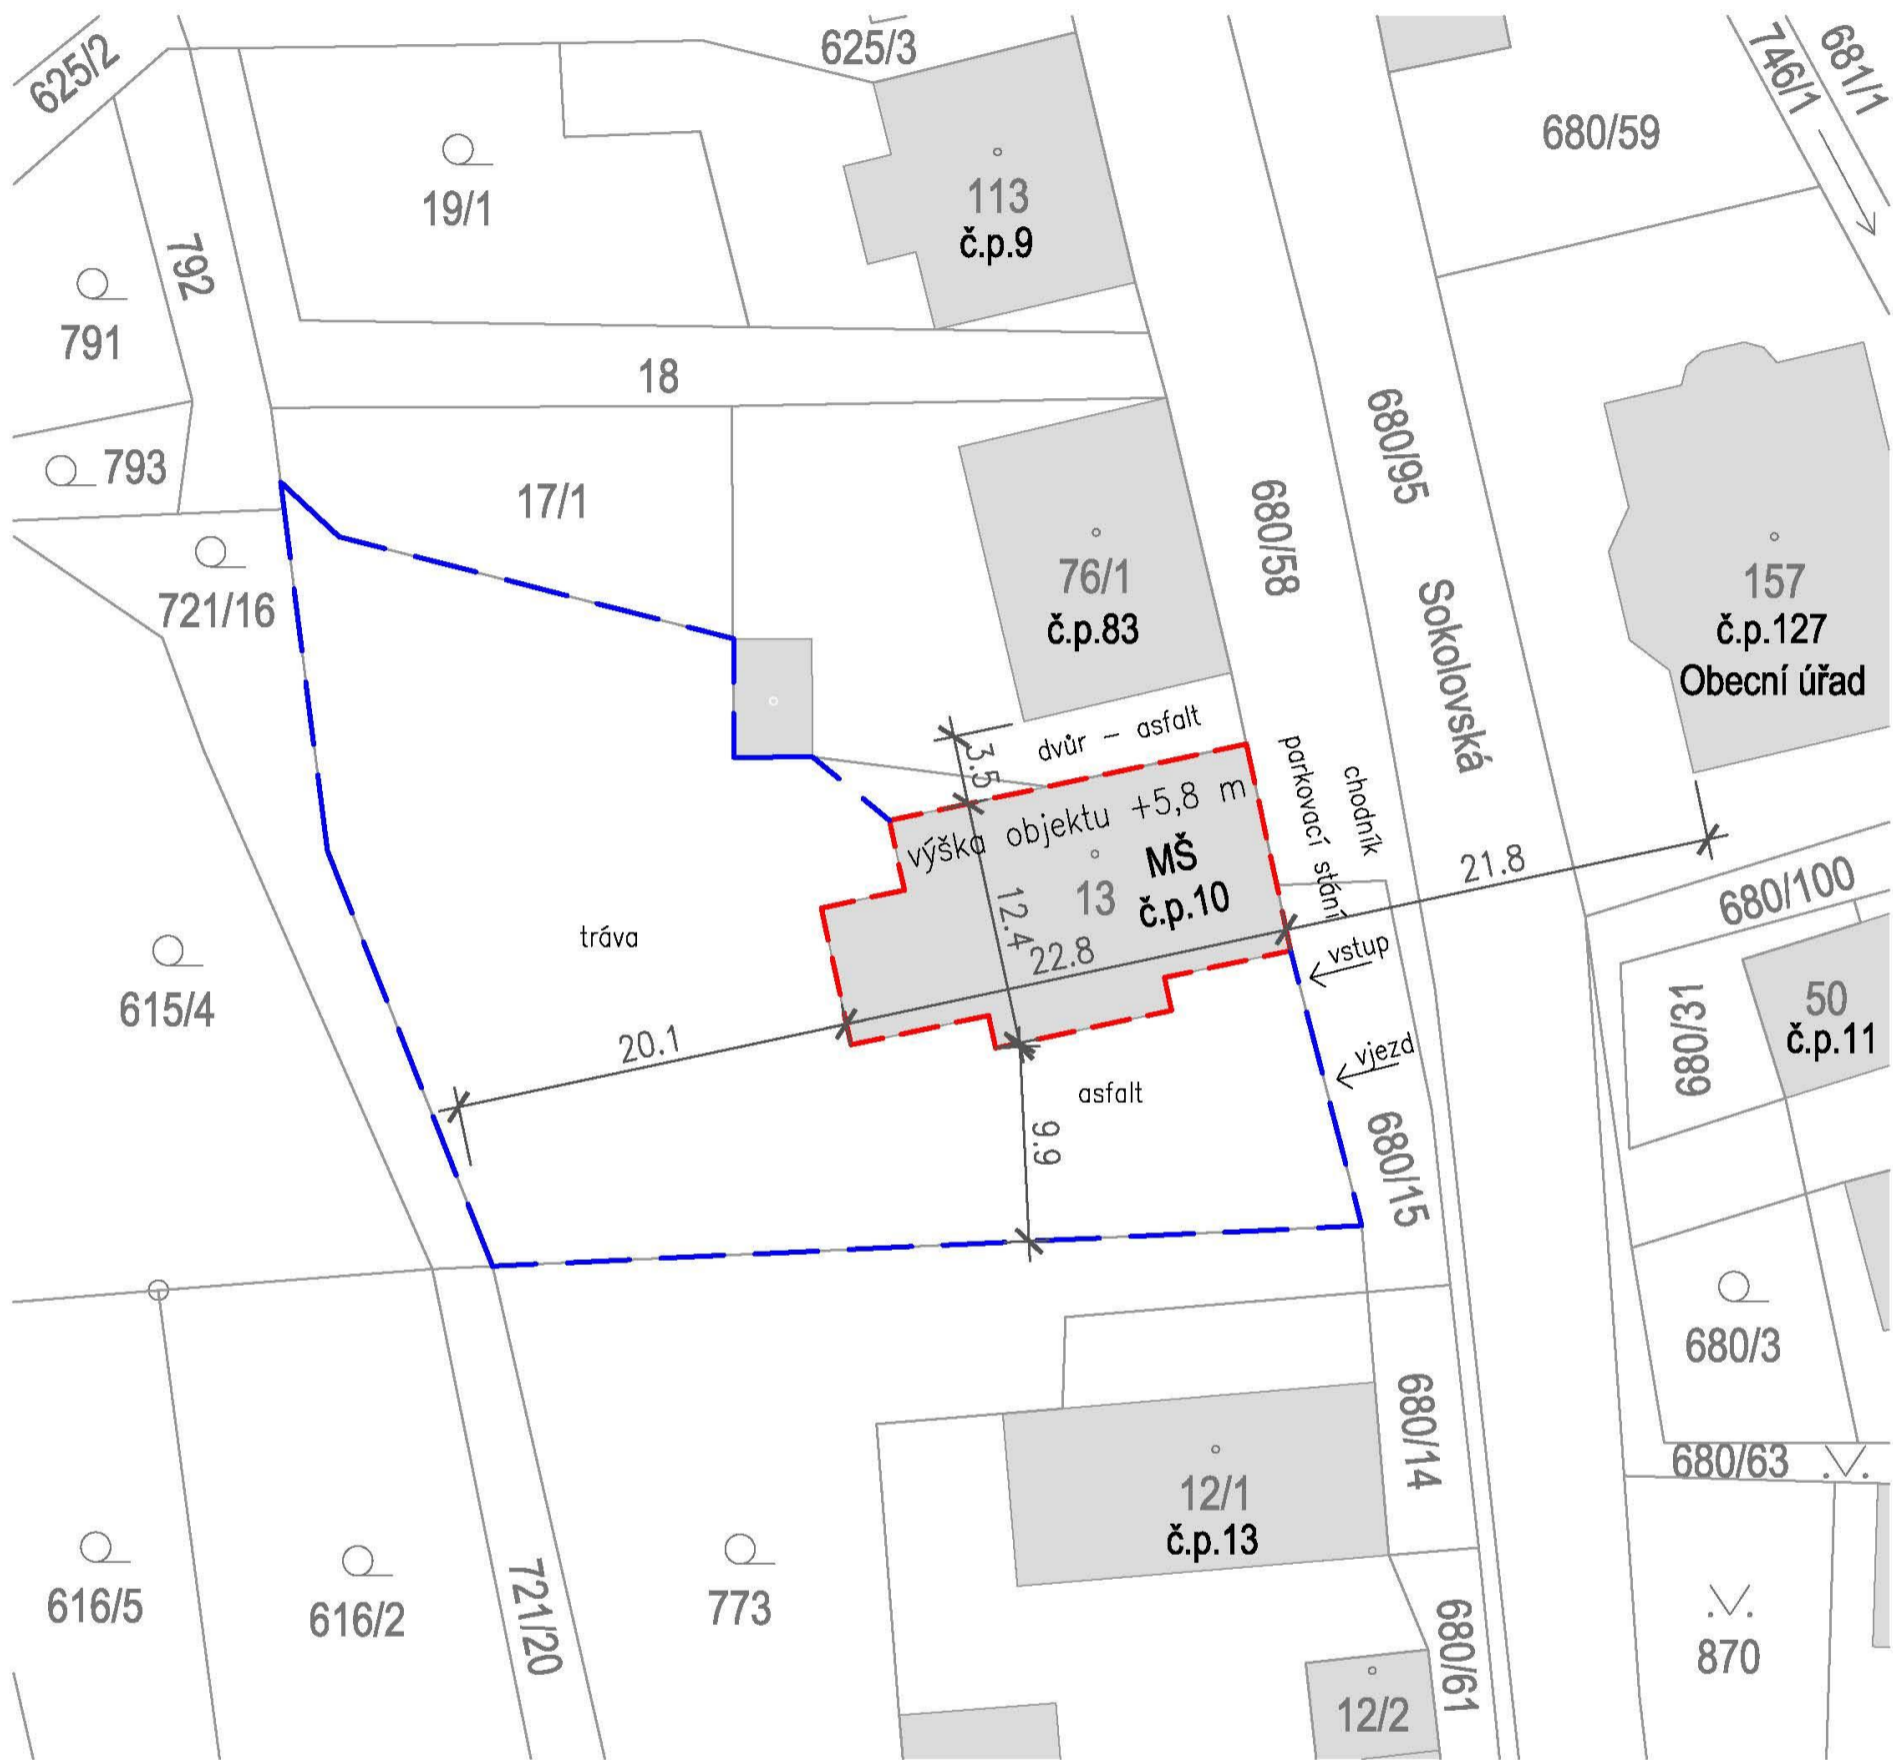 625/2
625/3
746/1
681/1
680/59
19/1
113
č.p.9
792
791
18
793
17/1
680/95
680/58
721/16
76/1
č.p.83
157
č.p.127
Obecní úřad
Sokolovská
dvůr – asfalt
3.5
parkovací stání
chodník
výška objektu +5,8 m
MŠ
13
č.p.10
12.4
22.8
21.8
680/100
tráva
vstup
615/4
20.1
vjezd
asfalt
9.9
680/15
680/31
50
č.p.11
680/3
680/14
680/63
12/1
č.p.13
616/5
616/2
721/20
773
680/61
870
12/2